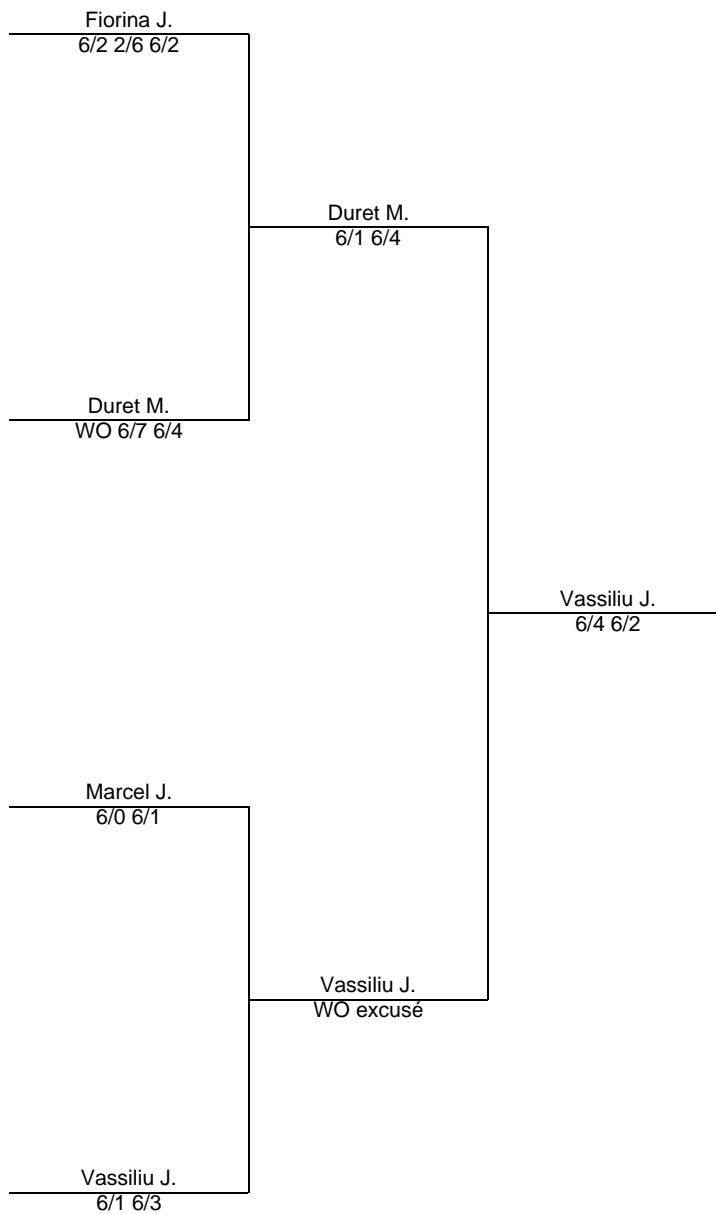 Fiorina J.
6/2 2/6 6/2
Duret M.
6/1 6/4
Duret M.
WO 6/7 6/4
Vassiliu J.
6/4 6/2
Marcel J.
6/0 6/1
Vassiliu J.
WO excusé
Vassiliu J.
6/1 6/3